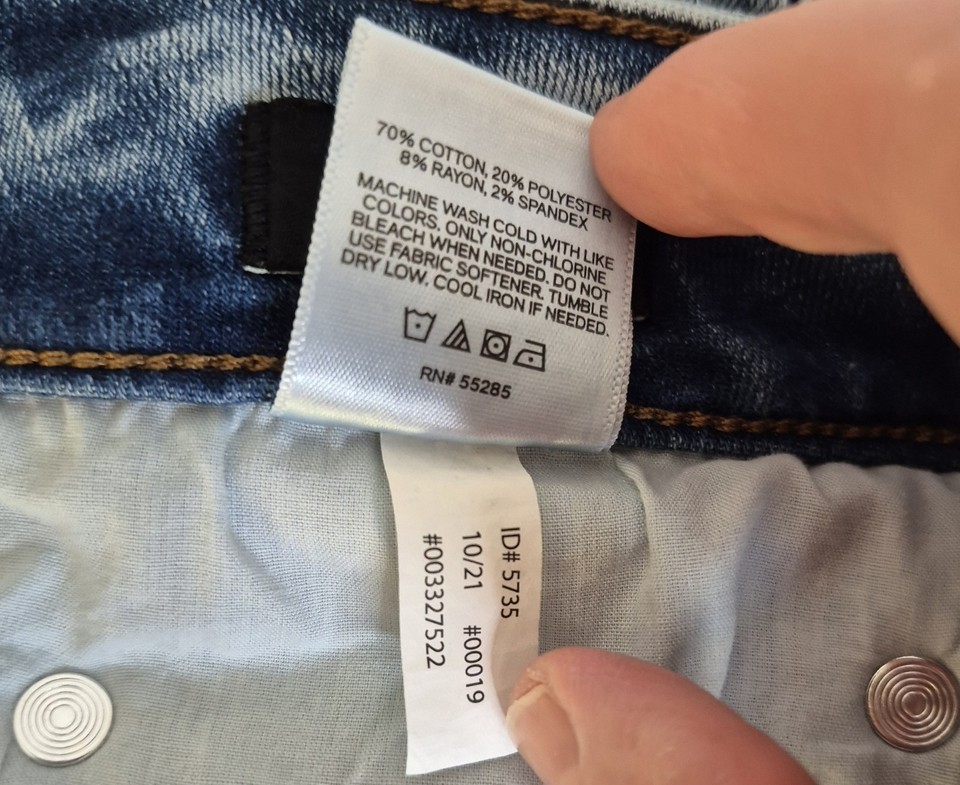 70% COTTON, 20% POLYESTER
8% RAYON, 2% SPANDEX
MACHINE WASH COLD WITH LIKE
COLORS. ONLY NON-CHLORINE
BLEACH WHEN NEEDED. DO NOT
USE FABRIC SOFTENER. TUMBLE
DRY LOW. COOL IRON IF NEEDED.
RN# 55285
ID# 5735
10/21 #00019
#003327522